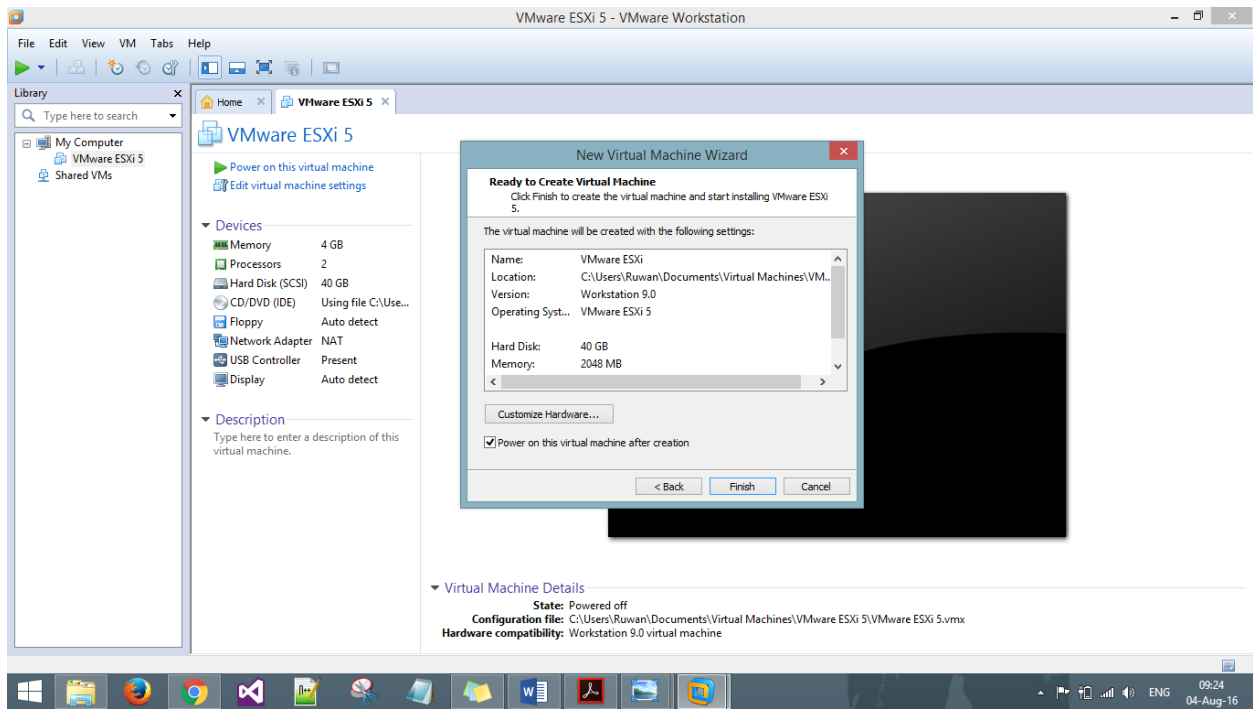 VMware ESXi 5 - VMware Workstation
File Edit View VM Tabs Help
Library
Type here to search
My Computer
VMware ESXi 5
Shared VMs
Home
VMware ESXi 5
VMware ESXi 5
Power on this virtual machine
Edit virtual machine settings
Devices
Memory 4 GB
Processors 2
Hard Disk (SCSI) 40 GB
CD/DVD (IDE) Using file C:\Use...
Floppy Auto detect
Network Adapter NAT
USB Controller Present
Display Auto detect
Description
Type here to enter a description of this
virtual machine.
New Virtual Machine Wizard
Ready to Create Virtual Machine
Click Finish to create the virtual machine and start installing VMware ESXi
5.
The virtual machine will be created with the following settings:
Name: VMware ESXi
Location: C:\Users\Ruwan\Documents\Virtual Machines\VM..
Version: Workstation 9.0
Operating Syst... VMware ESXi 5
Hard Disk: 40 GB
Memory: 2048 MB
Customize Hardware...
Power on this virtual machine after creation
< Back Finish Cancel
Virtual Machine Details
State: Powered off
Configuration file: C:\Users\Ruwan\Documents\Virtual Machines\VMware ESXi 5\VMware ESXi 5.vmx
Hardware compatibility: Workstation 9.0 virtual machine
ENG
09:24
04-Aug-16